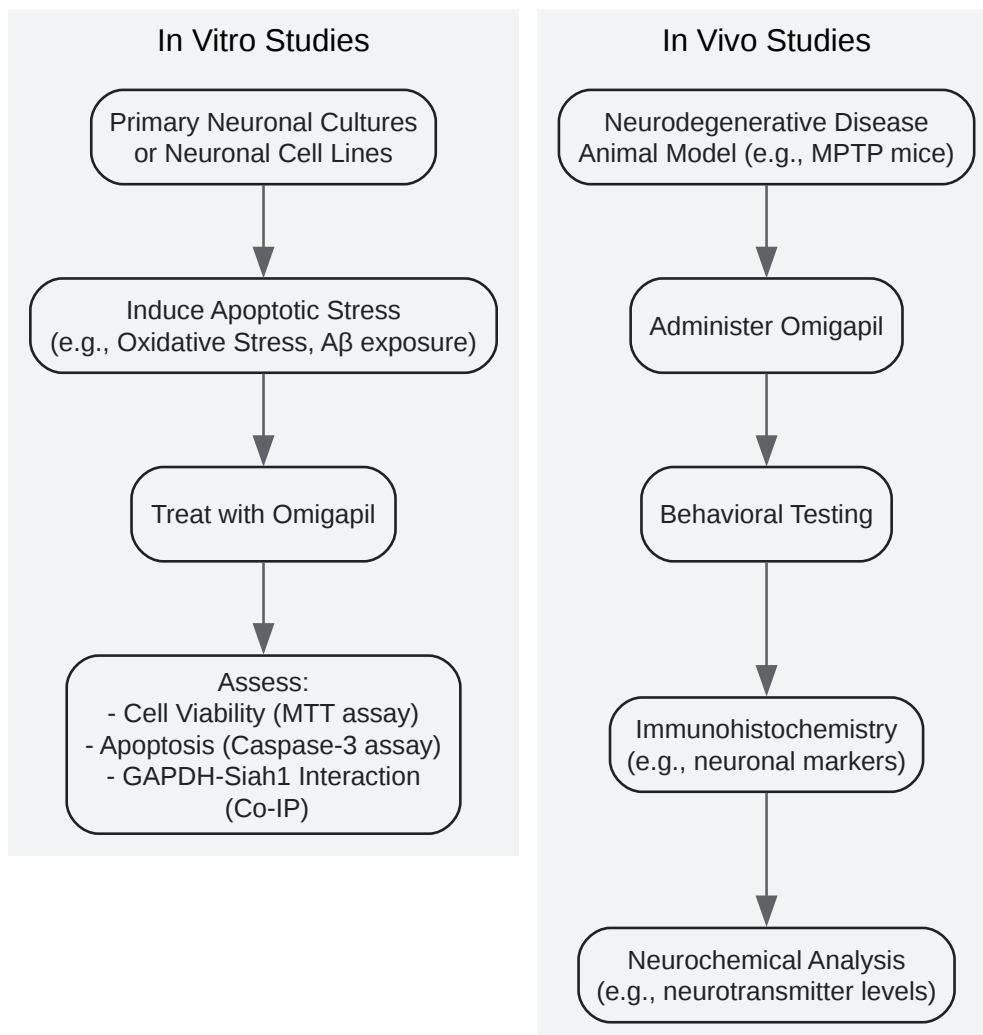 In Vitro Studies
Primary Neuronal Cultures
or Neuronal Cell Lines
Induce Apoptotic Stress
(e.g., Oxidative Stress, Aβ exposure)
Treat with Omigapil
Assess:
- Cell Viability (MTT assay)
- Apoptosis (Caspase-3 assay)
- GAPDH-Siah1 Interaction
(Co-IP)
In Vivo Studies
Neurodegenerative Disease
Animal Model (e.g., MPTP mice)
Administer Omigapil
Behavioral Testing
Immunohistochemistry
(e.g., neuronal markers)
Neurochemical Analysis
(e.g., neurotransmitter levels)